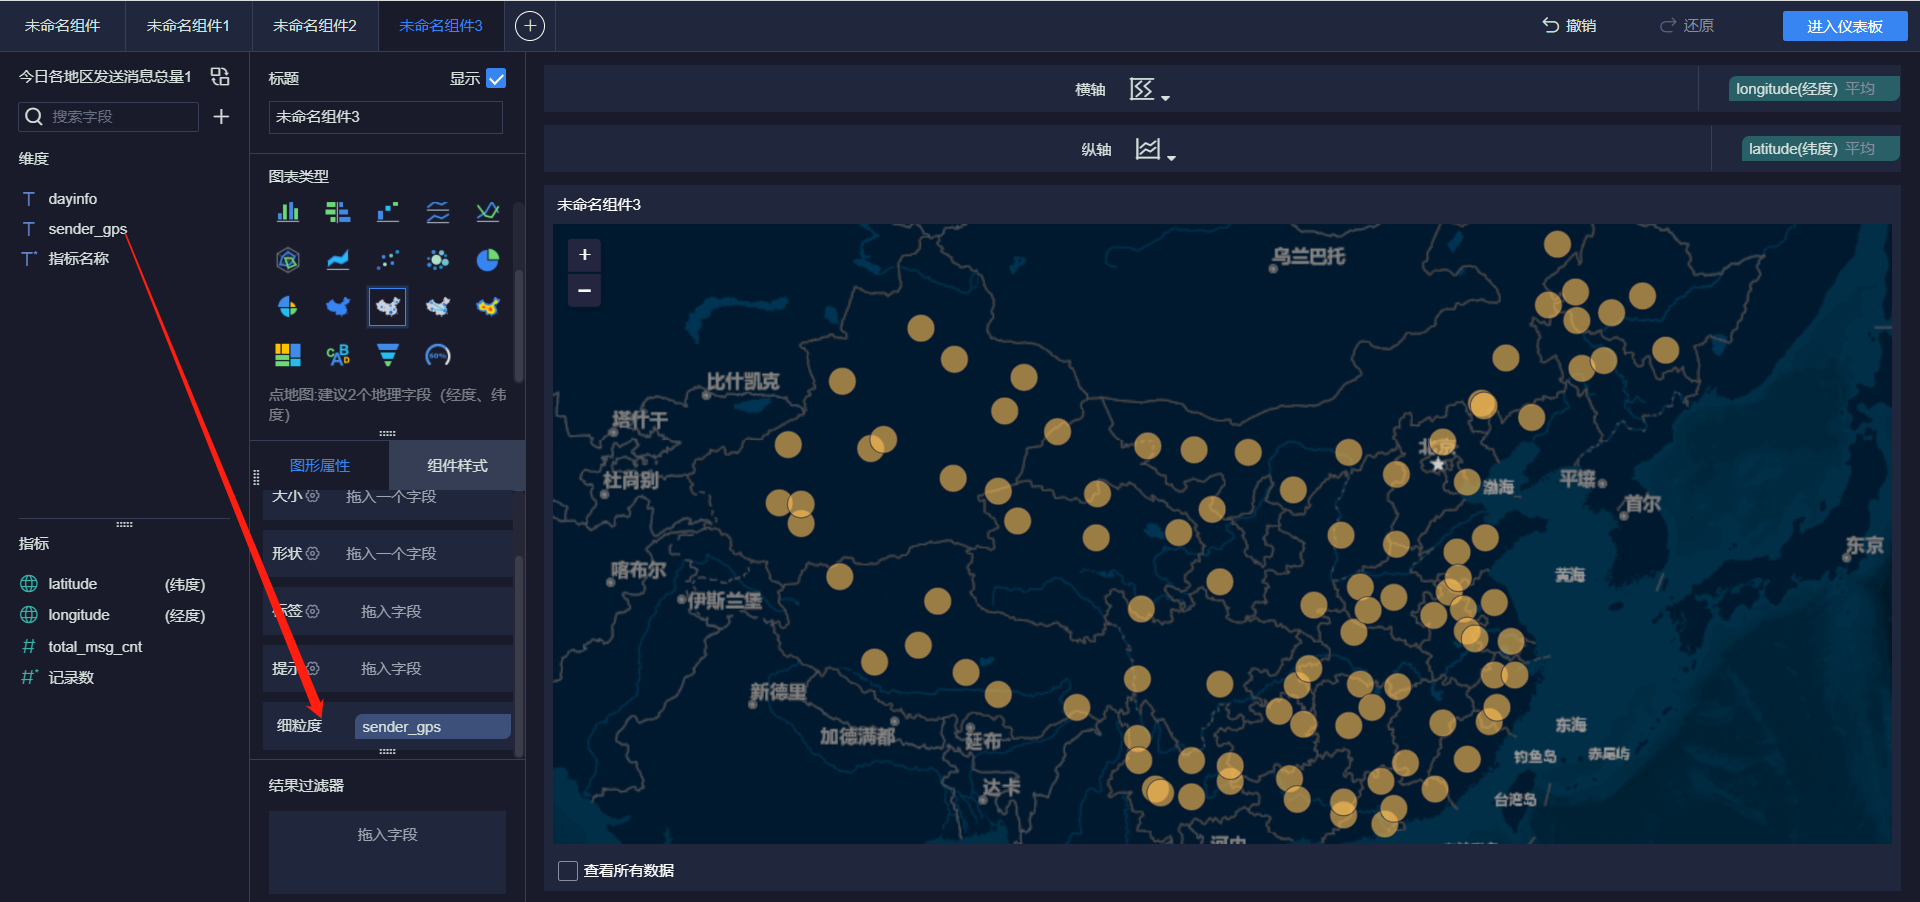 未命名组件
未命名组件1
未命名组件2
未命名组件3
撤销
还原
进入仪表板
今日各地区发送消息总量1
搜索字段
维度
dayinfo
sender_gps
指标名称
指标
latitude (纬度)
longitude (经度)
total_msg_cnt
记录数
标题
显示
未命名组件3
图表类型
60%
点地图:建议2个地理字段（经度、纬
度）
图形属性
组件样式
大小 拖入一个字段
形状 拖入一个字段
标签 拖入字段
提示 拖入字段
细粒度 sender_gps
结果过滤器
拖入字段
横轴
longitude(经度) 平均
纵轴
latitude(纬度) 平均
未命名组件3
+
−
乌兰巴托
比什凯克
塔什干
杜尚别
北京
渤海
平壤
首尔
东京
喀布尔
伊斯兰堡
黄海
新德里
加德满都
廷布
达卡
东海
钓鱼岛
赤尾屿
台湾岛
河内
查看所有数据